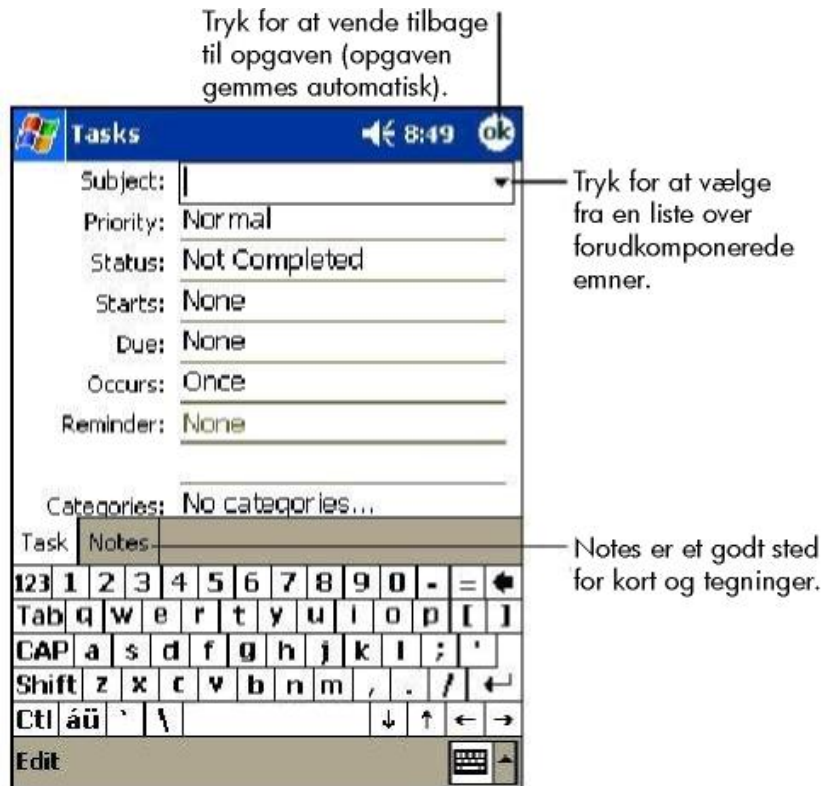 Tryk for at vende tilbage
til opgaven (opgaven
gemmes automatisk).
Tasks 8:49 ok
Subject:
Tryk for at vælge
fra en liste over
forudkomponerede
emner.
Priority: Normal
Status: Not Completed
Starts: None
Due: None
Occurs: Once
Reminder: None
Categories: No categories...
Task Notes
Notes er et godt sted
for kort og tegninger.
123 1 2 3 4 5 6 7 8 9 0 - =
Tab q w e r t y u i o p [ ]
CAP a s d f g h j k l ; '
Shift z x c v b n m , . /
Ctl áü ` \ ↓ ↑ ← →
Edit